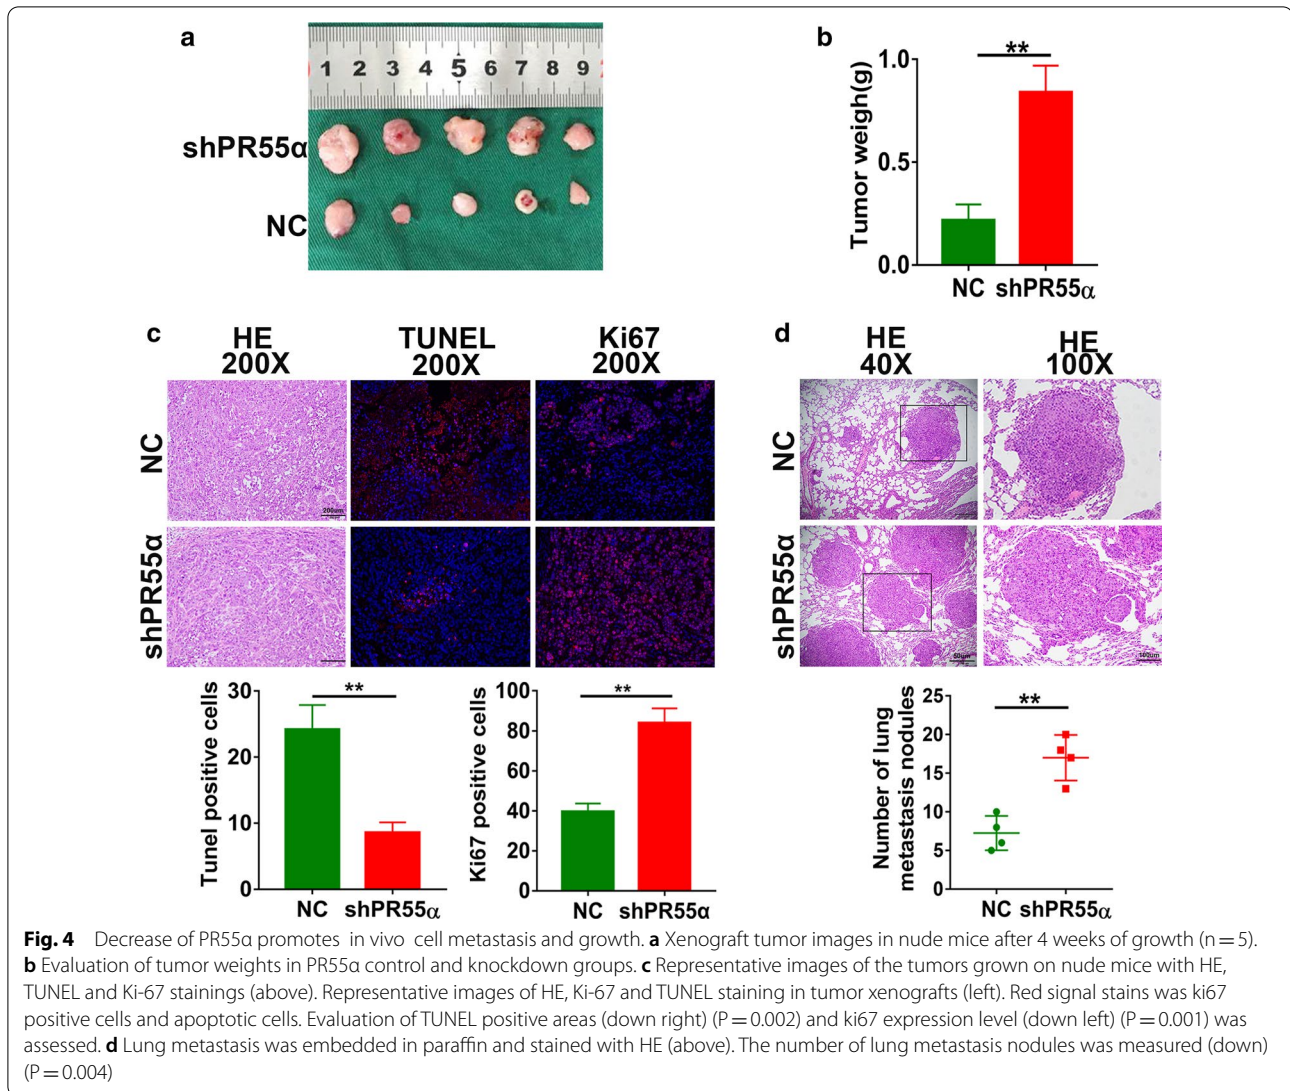 a
1 2 3 4 5 6 7 8 9
shPR55α
NC
b
**
Tumor weigh(g)
1.0
0.5
0.0
NC shPR55α
c
HE TUNEL Ki67
200X 200X 200X
NC
200um
shPR55α
**
Tunel positive cells
30
20
10
0
NC shPR55α
**
Ki67 positive cells
100
80
60
40
20
0
NC shPR55α
d
HE HE
40X 100X
NC
shPR55α
50um 100um
**
Number of lung
metastasis nodules
25
20
15
10
5
0
NC shPR55α
Fig. 4 Decrease of PR55α promotes in vivo cell metastasis and growth. a Xenograft tumor images in nude mice after 4 weeks of growth (n = 5).
b Evaluation of tumor weights in PR55α control and knockdown groups. c Representative images of the tumors grown on nude mice with HE,
TUNEL and Ki-67 stainings (above). Representative images of HE, Ki-67 and TUNEL staining in tumor xenografts (left). Red signal stains was ki67
positive cells and apoptotic cells. Evaluation of TUNEL positive areas (down right) (P = 0.002) and ki67 expression level (down left) (P = 0.001) was
assessed. d Lung metastasis was embedded in paraffin and stained with HE (above). The number of lung metastasis nodules was measured (down)
(P = 0.004)